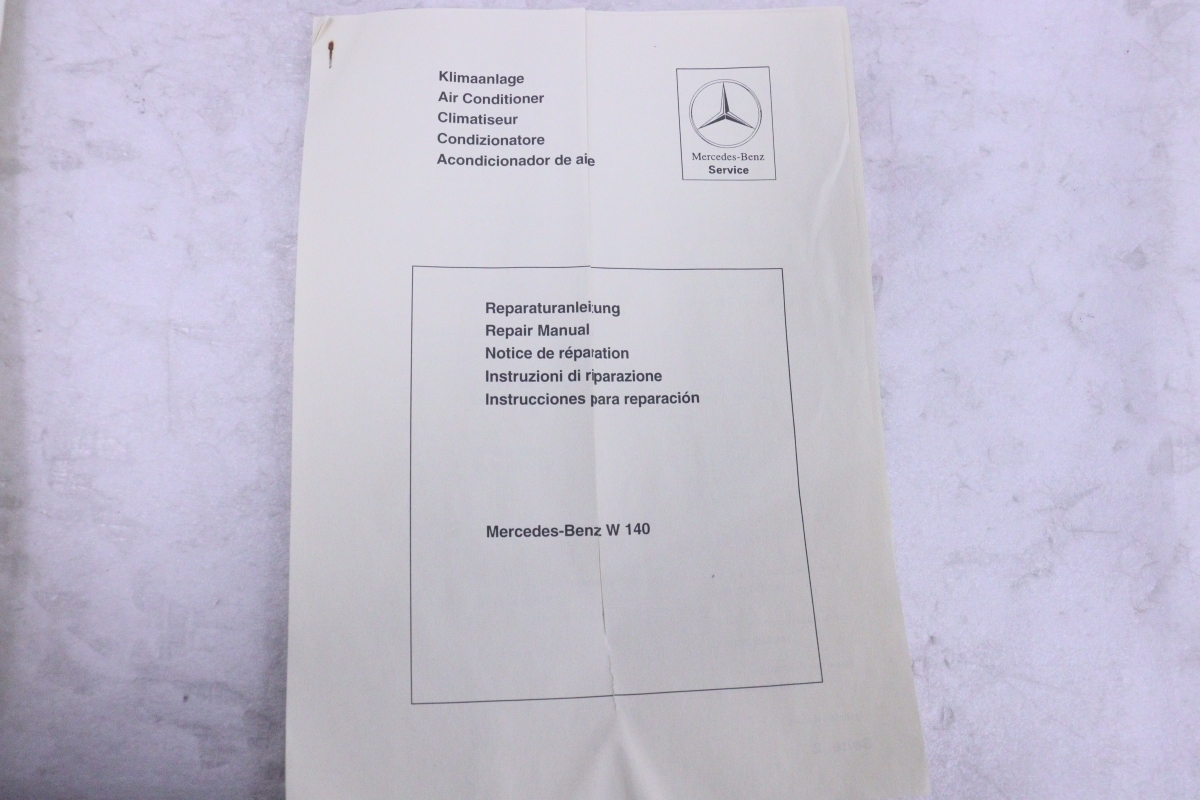 Klimaanlage
Air Conditioner
Climatiseur
Condizionatore
Acondicionador de aie
Mercedes-Benz
Service
Reparaturanleitung
Repair Manual
Notice de réparation
Instruzioni di riparazione
Instrucciones para reparación
Mercedes-Benz W 140